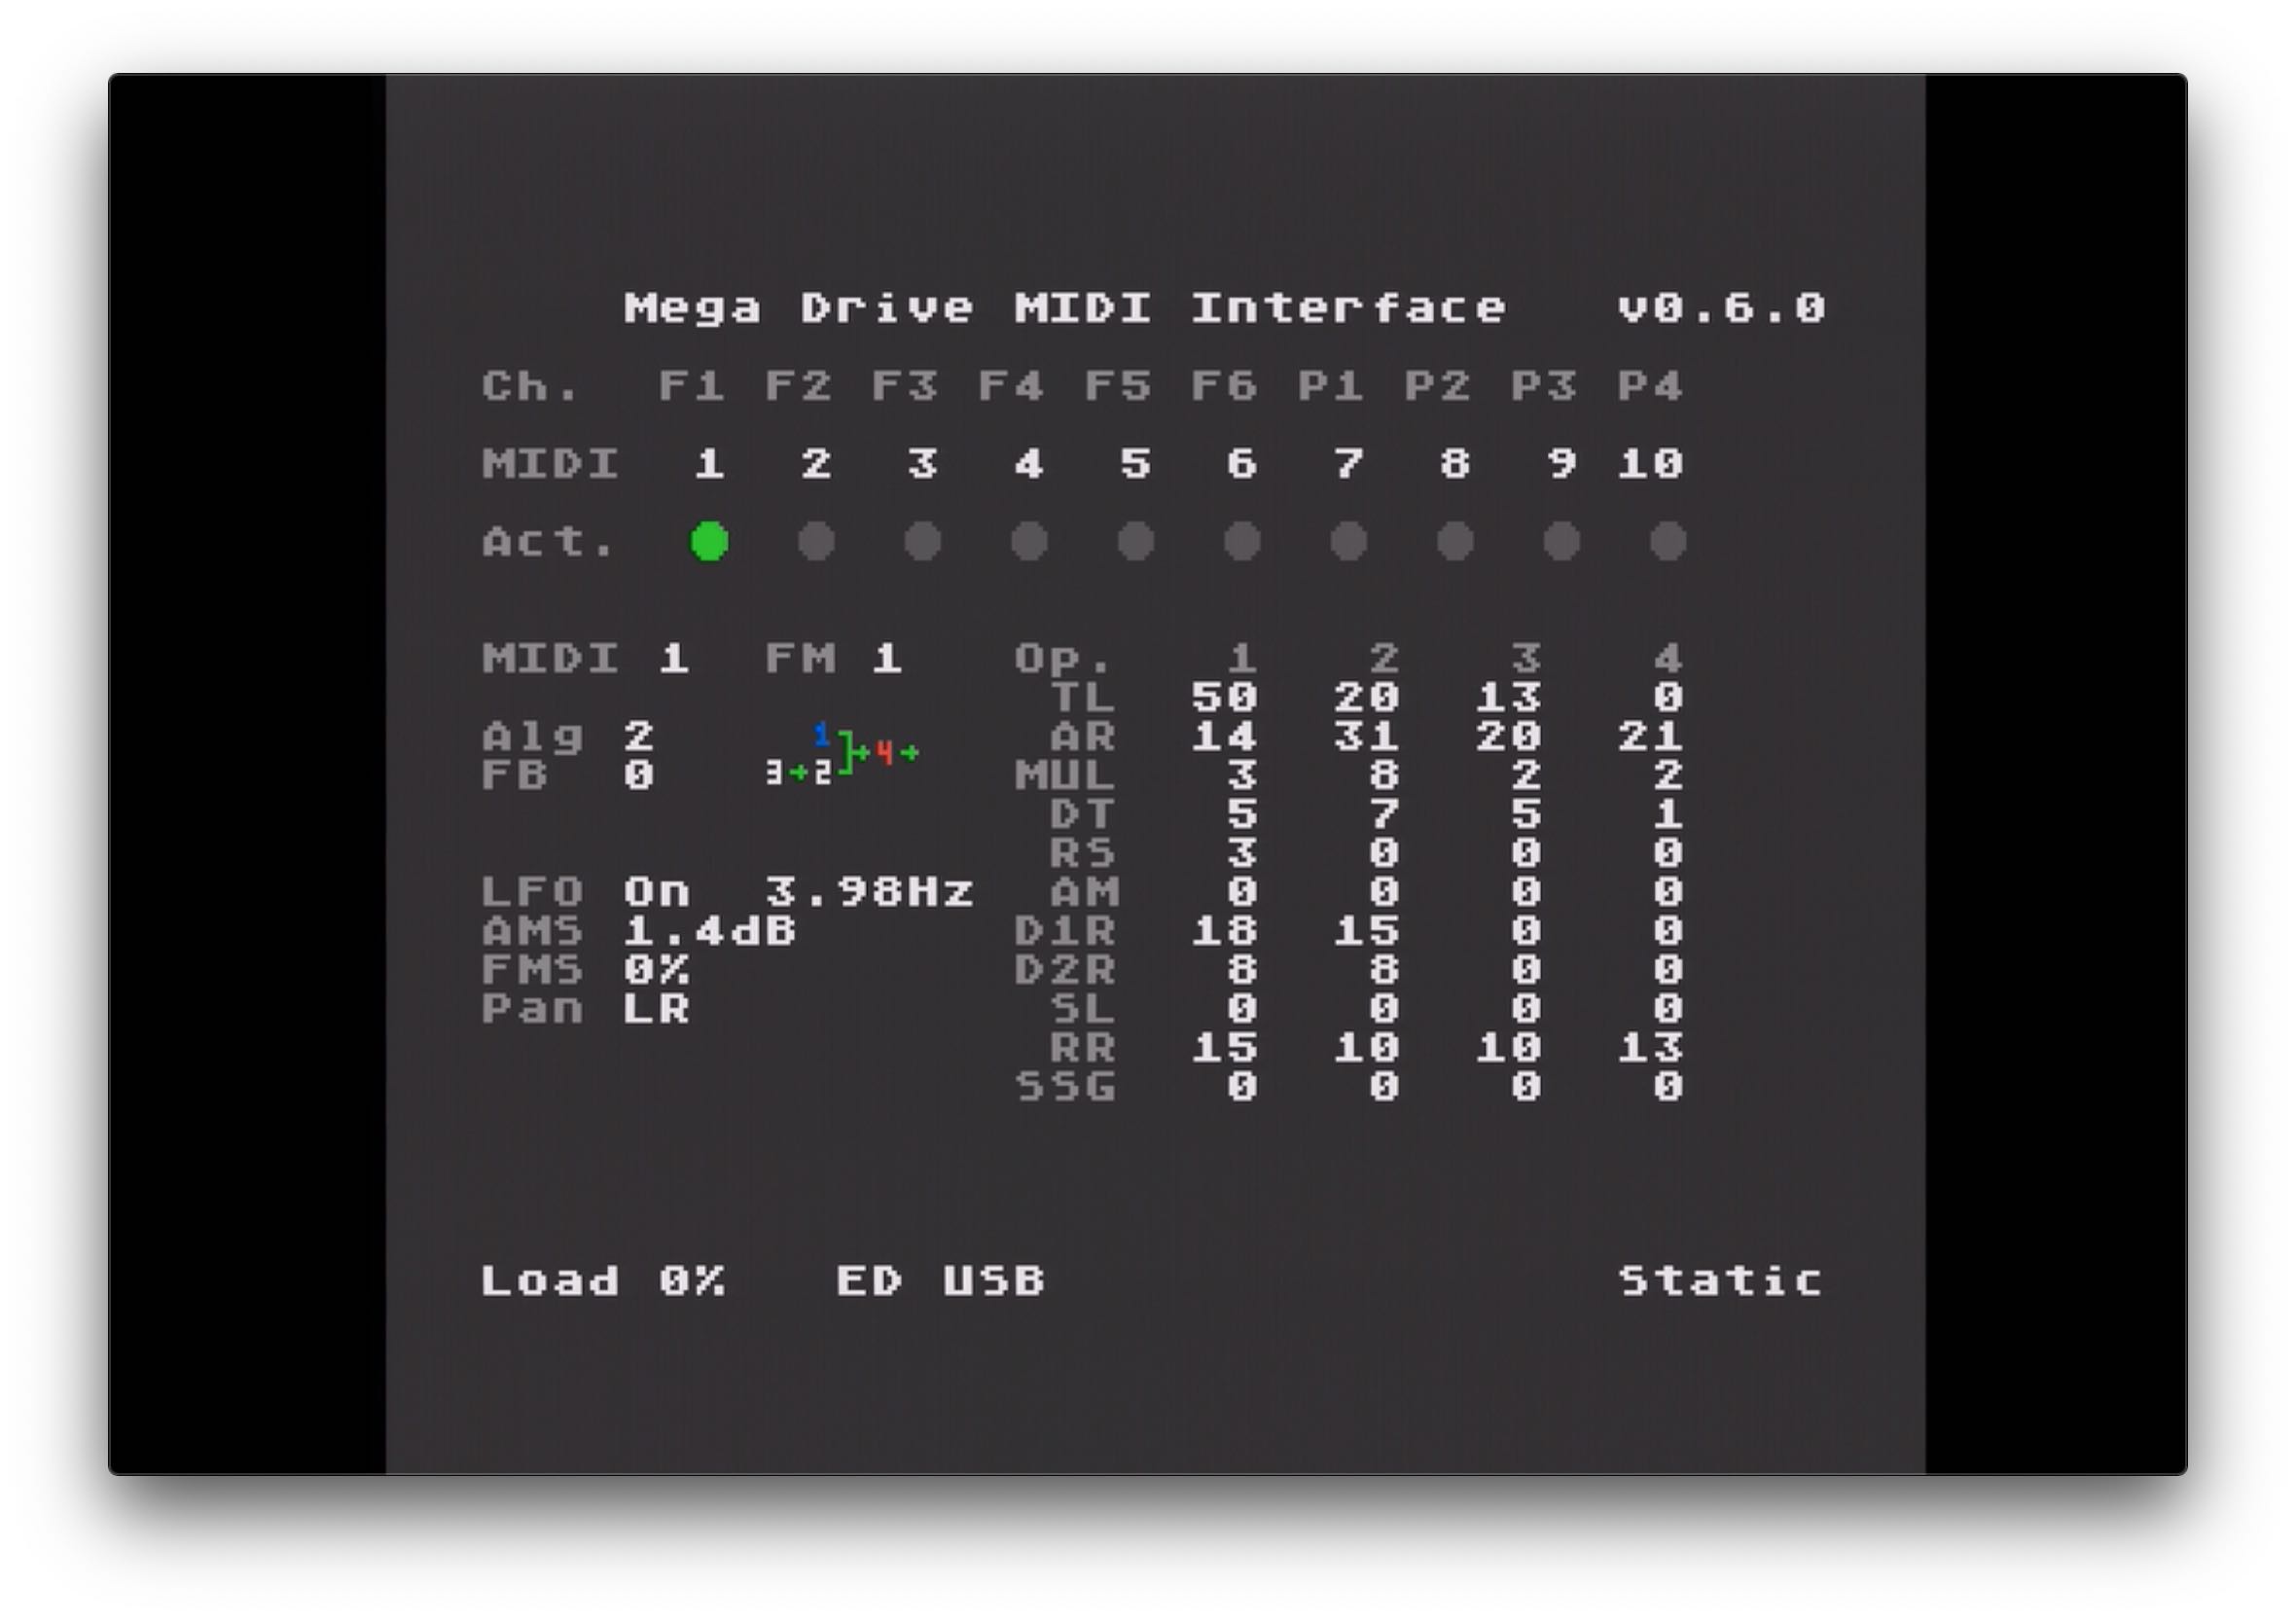 Mega Drive MIDI Interface v0.6.0
Ch. F1 F2 F3 F4 F5 F6 P1 P2 P3 P4
MIDI 1 2 3 4 5 6 7 8 9 10
Act.
MIDI 1 FM 1 Op. 1 2 3 4
TL 50 20 13 0
Alg 2 1 4 AR 14 31 20 21
FB 0 3 2 MUL 3 8 2 2
DT 5 7 5 1
RS 3 0 0 0
LFO On 3.98Hz AM 0 0 0 0
AMS 1.4dB D1R 18 15 0 0
FMS 0% D2R 8 8 0 0
Pan LR SL 0 0 0 0
RR 15 10 10 13
SSG 0 0 0 0
Load 0% ED USB Static